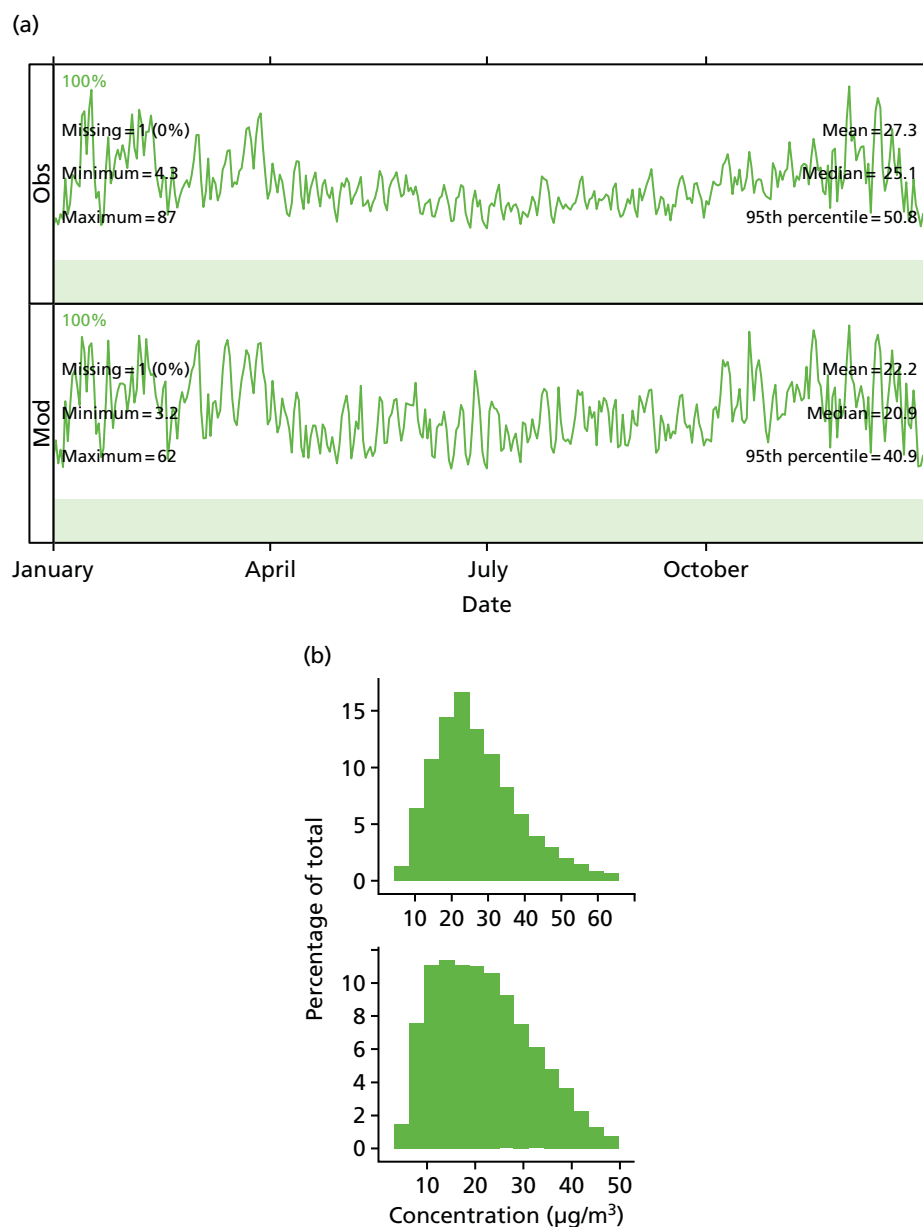 (a)
Obs
100%
Missing = 1 (0%)
Minimum = 4.3
Maximum = 87
Mean = 27.3
Median = 25.1
95th percentile = 50.8
Mod
100%
Missing = 1 (0%)
Minimum = 3.2
Maximum = 62
Mean = 22.2
Median = 20.9
95th percentile = 40.9
January April July October
Date
(b)
Percentage of total
15
10
5
0
10 20 30 40 50 60
10
8
6
4
2
0
10 20 30 40 50
Concentration (µg/m³)